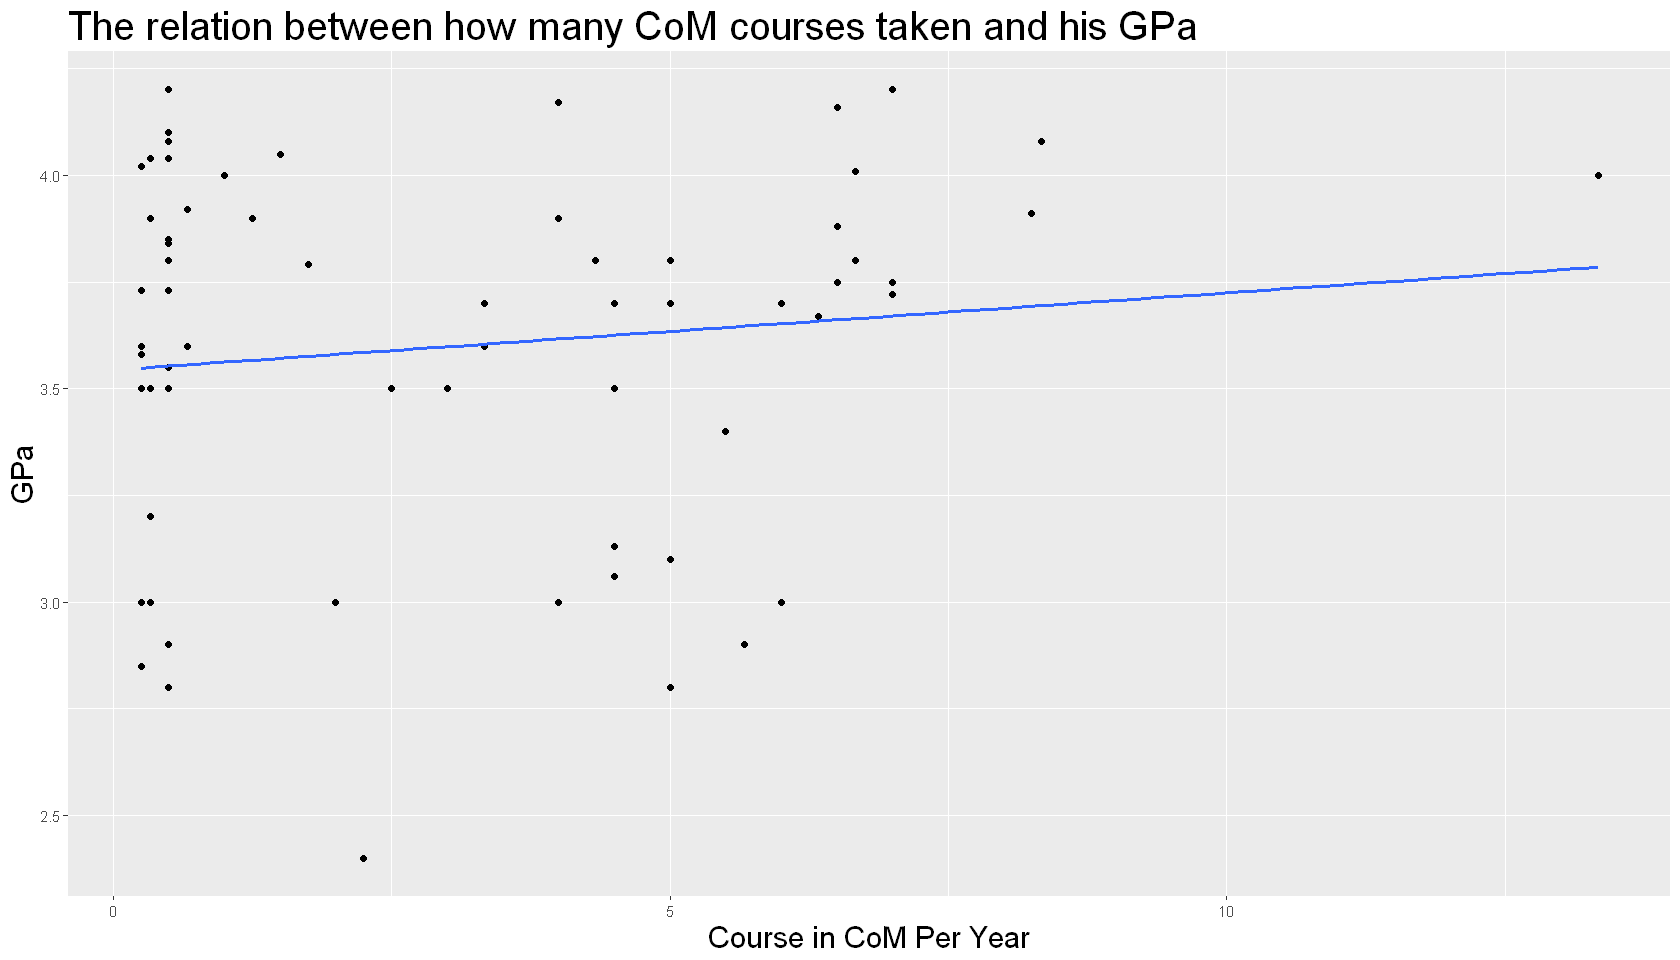 The relation between how many CoM courses taken and his GPa
GPa
4.0
3.5
3.0
2.5
0
5
10
Course in CoM Per Year